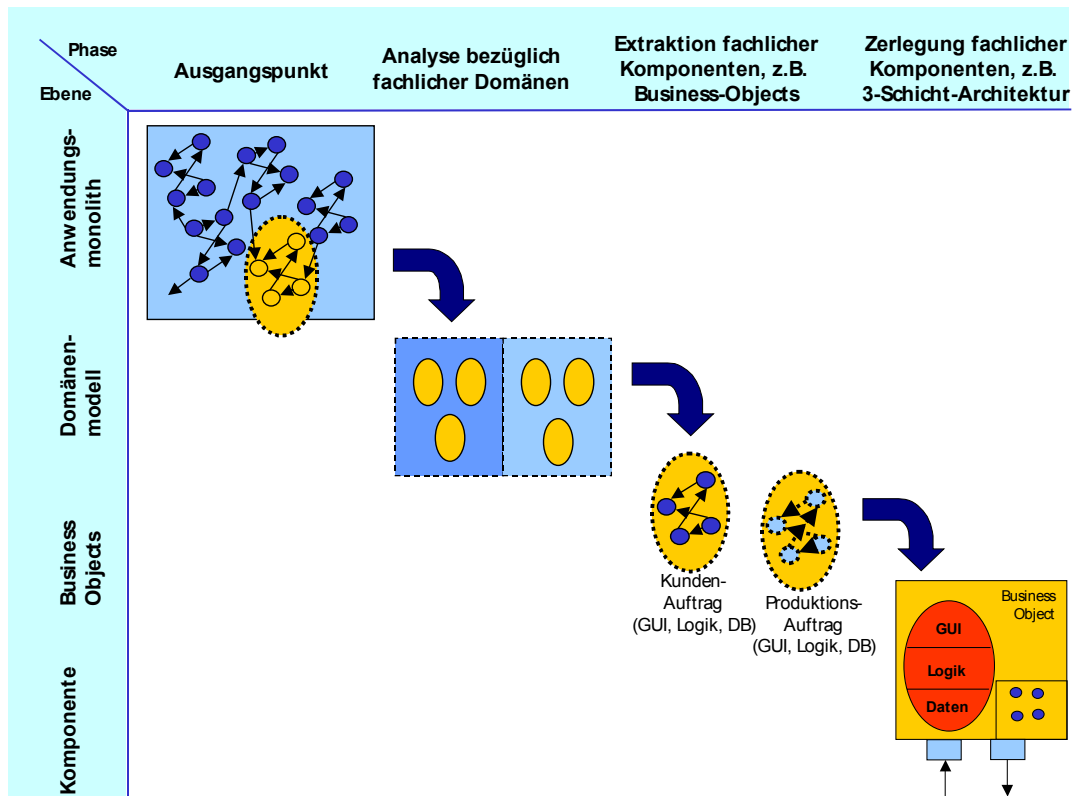 Phase
Ebene
Ausgangspunkt
Analyse bezüglich
fachlicher Domänen
Extraktion fachlicher
Komponenten, z.B.
Business-Objects
Zerlegung fachlicher
Komponenten, z.B.
3-Schicht-Architektur
Anwendungs-
monolith
Domänen-
modell
Business
Objects
Komponente
Kunden-
Auftrag
(GUI, Logik, DB)
Produktions-
Auftrag
(GUI, Logik, DB)
Business
Object
GUI
Logik
Daten